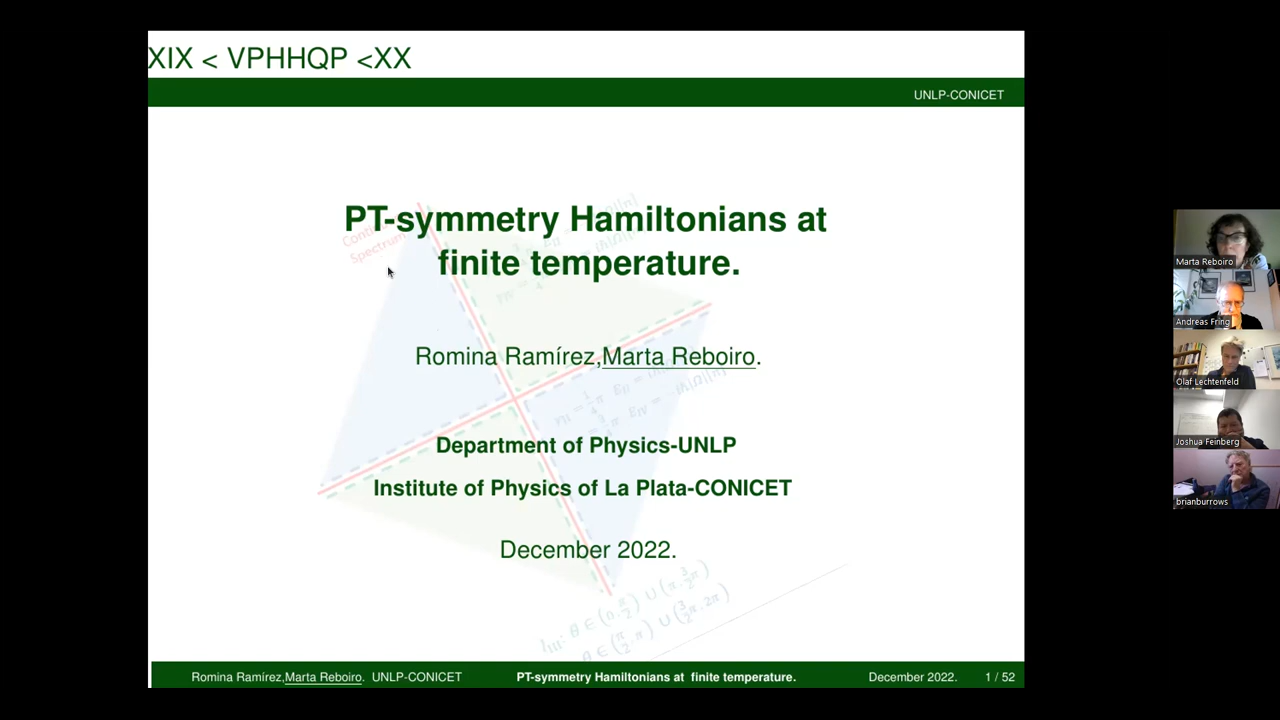 XIX < VPHHQP <XX
UNLP-CONICET
PT-symmetry Hamiltonians at
finite temperature.
Romina Ramírez,Marta Reboiro.
Department of Physics-UNLP
Institute of Physics of La Plata-CONICET
December 2022.
Romina Ramírez,Marta Reboiro. UNLP-CONICET
PT-symmetry Hamiltonians at finite temperature.
December 2022.
1 / 52
Marta Reboiro
Andreas Fring
Olaf Lechtenfeld
Joshua Feinberg
brianburrows